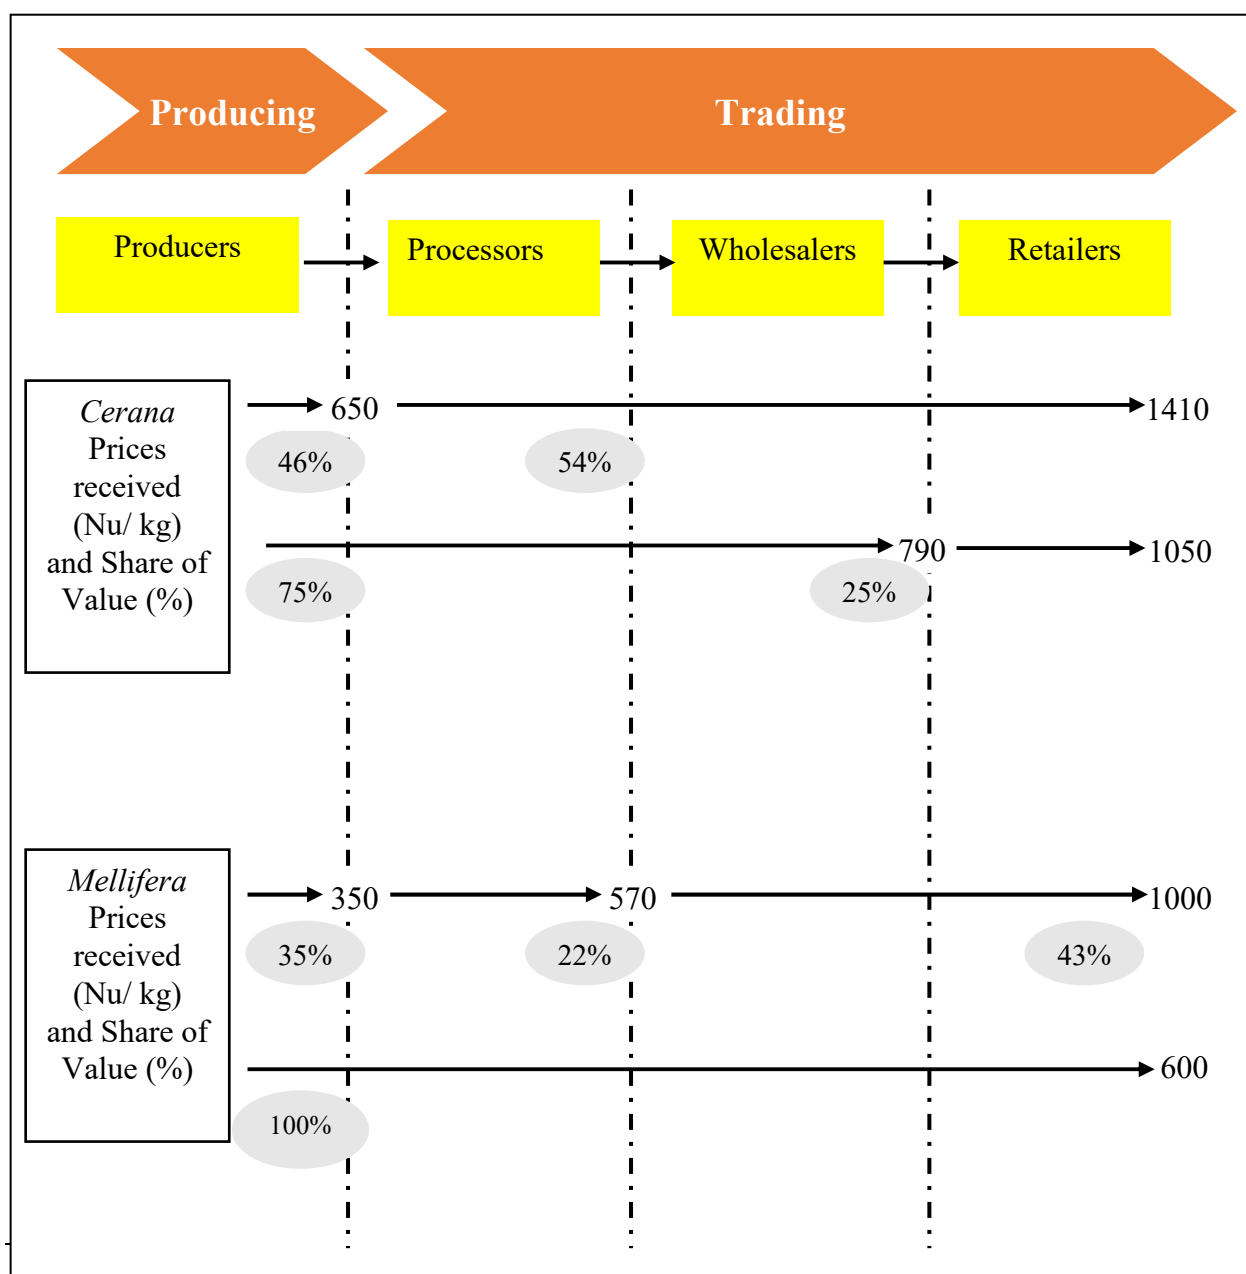 Producing
Trading
Producers
Processors
Wholesalers
Retailers
Cerana
Prices
received
(Nu/ kg)
and Share of
Value (%)
650
1410
46%
54%
790
1050
75%
25%
Mellifera
Prices
received
(Nu/ kg)
and Share of
Value (%)
350
570
1000
35%
22%
43%
600
100%